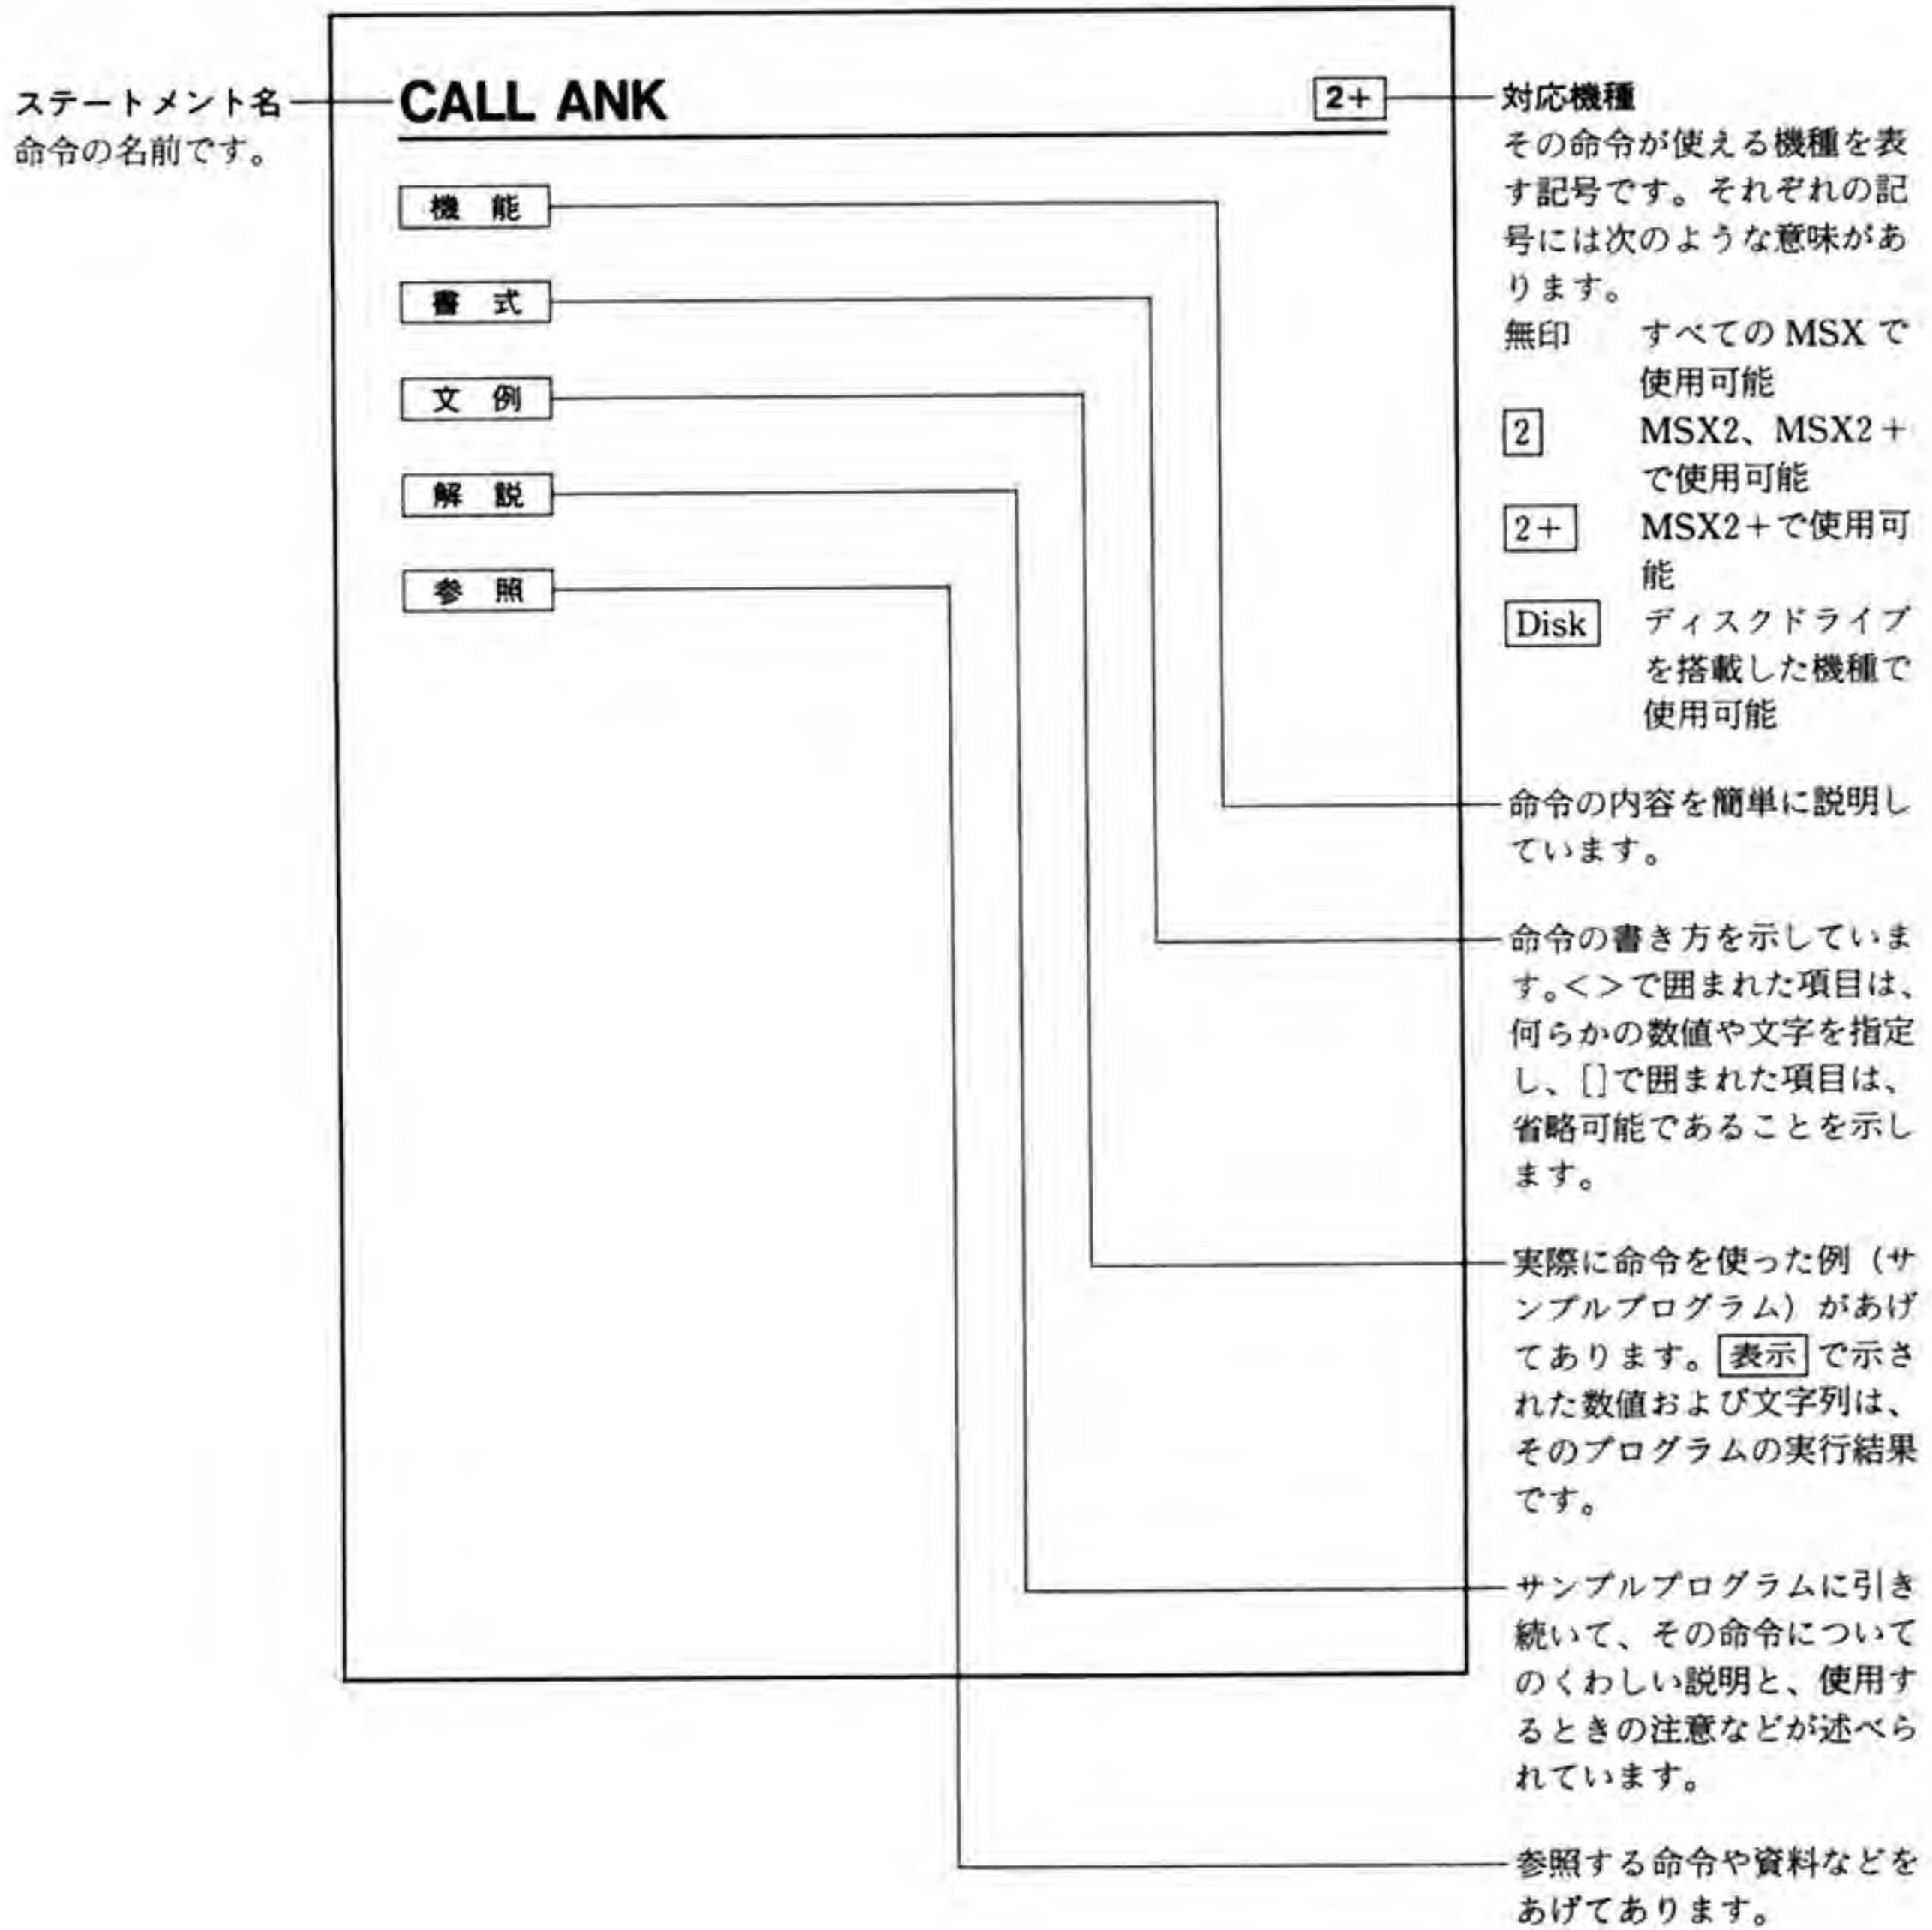 ステートメント名
命令の名前です。
CALL ANK
2+
機 能
書 式
文 例
解 説
参 照
対応機種
その命令が使える機種を表
す記号です。それぞれの記
号には次のような意味があ
ります。
無印 すべての MSX で
使用可能
2 MSX2、MSX2+
で使用可能
2+ MSX2+で使用可
能
Disk ディスクドライブ
を搭載した機種で
使用可能
命令の内容を簡単に説明し
ています。
命令の書き方を示していま
す。<>で囲まれた項目は、
何らかの数値や文字を指定
し、[]で囲まれた項目は、
省略可能であることを示し
ます。
実際に命令を使った例（サ
ンプルプログラム）があげ
てあります。表示で示さ
れた数値および文字列は、
そのプログラムの実行結果
です。
サンプルプログラムに引き
続いて、その命令について
のくわしい説明と、使用す
るときの注意などが述べら
れています。
参照する命令や資料などを
あげてあります。